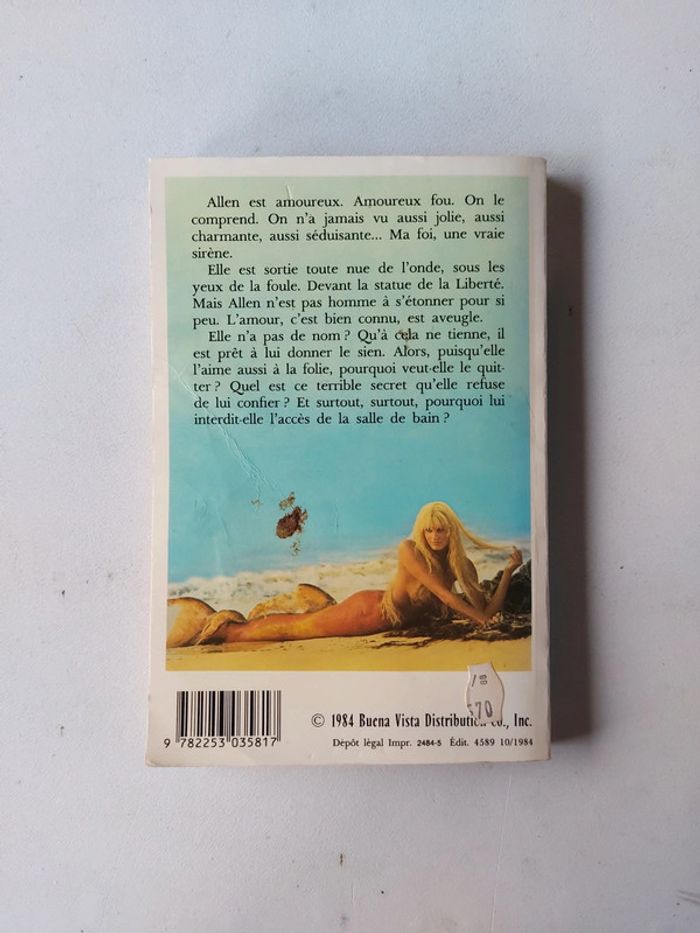 Allen est amoureux. Amoureux fou. On le
comprend. On n'a jamais vu aussi jolie, aussi
charmante, aussi séduisante... Ma foi, une vraie
sirène.
Elle est sortie toute nue de l'onde, sous les
yeux de la foule. Devant la statue de la Liberté.
Mais Allen n'est pas homme à s'étonner pour si
peu. L'amour, c'est bien connu, est aveugle.
Elle n'a pas de nom ? Qu'à cela ne tienne, il
est prêt à lui donner le sien. Alors, puisqu'elle
l'aime aussi à la folie, pourquoi veut-elle le quit-
ter ? Quel est ce terrible secret qu'elle refuse
de lui confier ? Et surtout, surtout, pourquoi lui
interdit-elle l'accès de la salle de bain ?
/ 88
70
© 1984 Buena Vista Co., Inc.
9 782253 035817
Dépôt légal Impr. 2484-5 Édit. 4589 10/1984